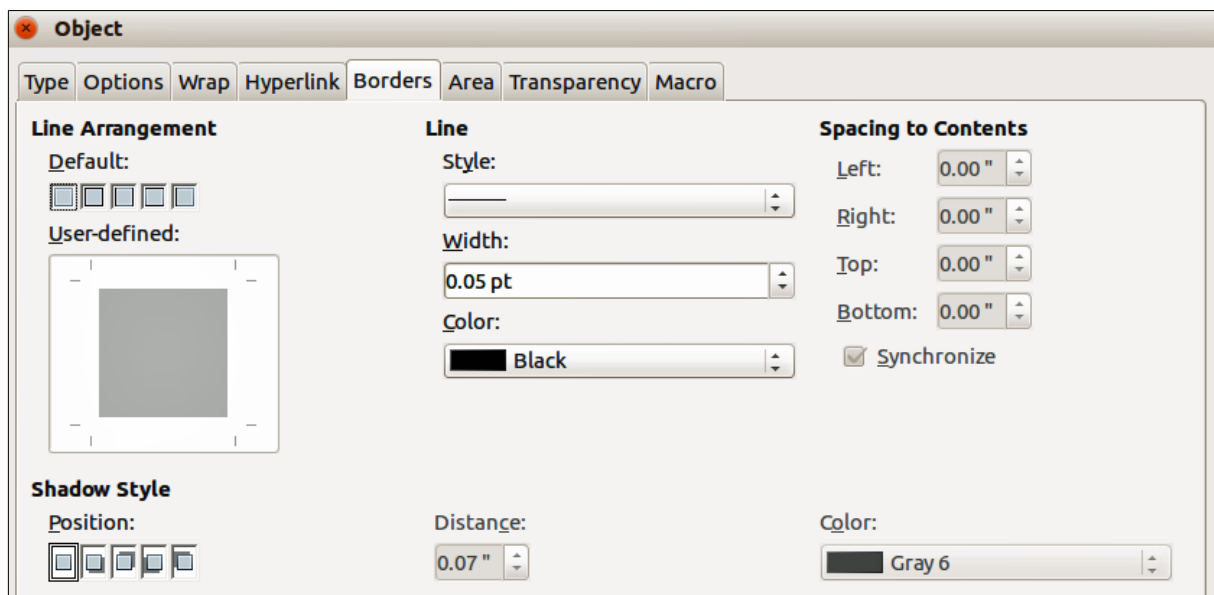 Object
Type Options Wrap Hyperlink Borders Area Transparency Macro
Line Arrangement
Default:
User-defined:
Line
Style:
Width:
0.05 pt
Color:
Black
Spacing to Contents
Left: 0.00 "
Right: 0.00 "
Top: 0.00 "
Bottom: 0.00 "
Synchronize
Shadow Style
Position:
Distance:
0.07 "
Color:
Gray 6